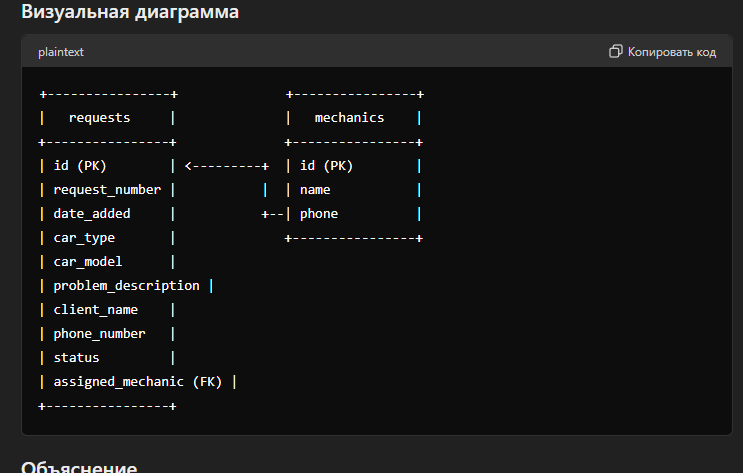 Визуальная диаграмма
plaintext Копировать код
+----------------+              +----------------+
|   requests     |              |   mechanics    |
+----------------+              +----------------+
| id (PK)        | <---------+  | id (PK)        |
| request_number |           |  | name           |
| date_added     |           +--| phone          |
| car_type       |              +----------------+
| car_model      |
| problem_description |
| client_name    |
| phone_number   |
| status         |
| assigned_mechanic (FK) |
+----------------+
Объяснение